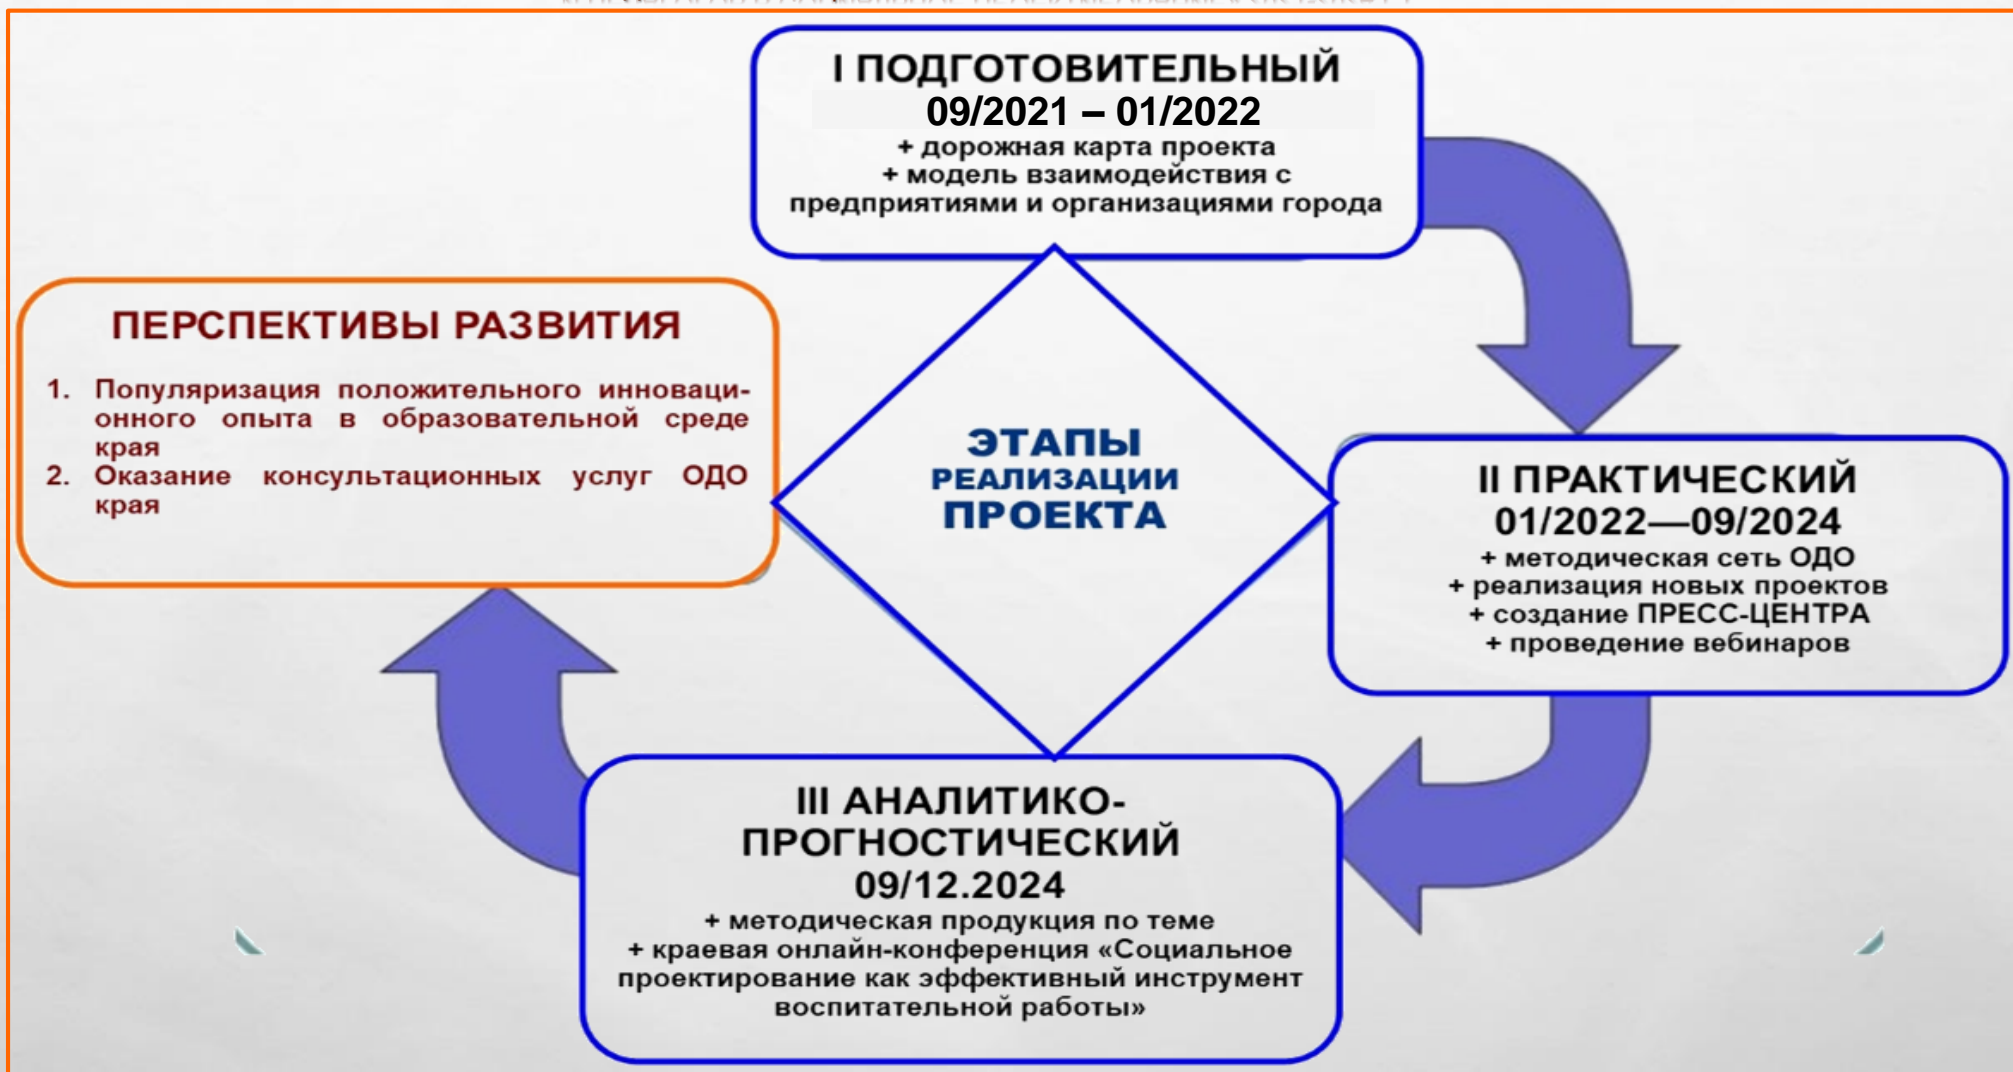 I ПОДГОТОВИТЕЛЬНЫЙ
09/2021 – 01/2022
+ дорожная карта проекта
+ модель взаимодействия с
предприятиями и организациями города
ПЕРСПЕКТИВЫ РАЗВИТИЯ
1. Популяризация положительного инноваци-
онного опыта в образовательной среде
края
2. Оказание консультационных услуг ОДО
края
ЭТАПЫ
РЕАЛИЗАЦИИ
ПРОЕКТА
II ПРАКТИЧЕСКИЙ
01/2022—09/2024
+ методическая сеть ОДО
+ реализация новых проектов
+ создание ПРЕСС-ЦЕНТРА
+ проведение вебинаров
III АНАЛИТИКО-
ПРОГНОСТИЧЕСКИЙ
09/12.2024
+ методическая продукция по теме
+ краевая онлайн-конференция «Социальное
проектирование как эффективный инструмент
воспитательной работы»